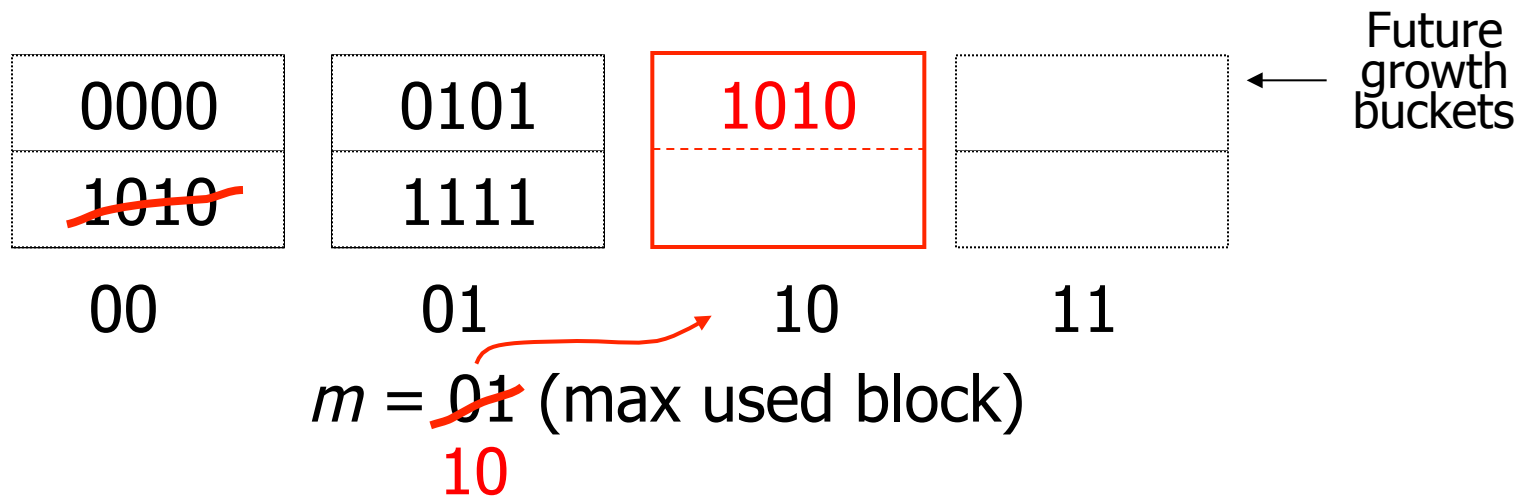 Future
growth
buckets
0000 0101 1010
1010 1111
00 01 10 11
m = 01 (max used block)
10